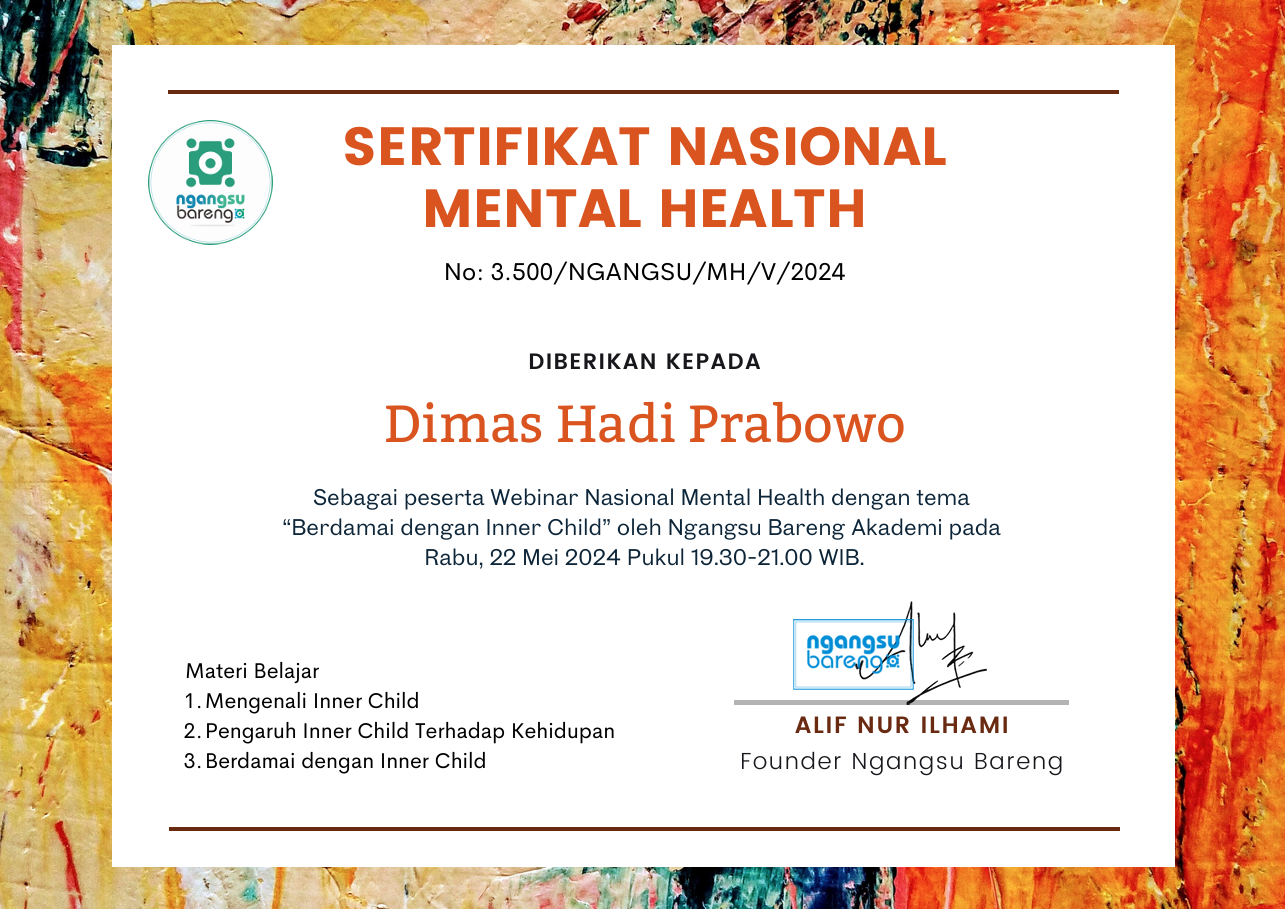 ngangsu
bareng
SERTIFIKAT NASIONAL
MENTAL HEALTH
No: 3.500/NGANGSU/MH/V/2024
DIBERIKAN KEPADA
Dimas Hadi Prabowo
Sebagai peserta Webinar Nasional Mental Health dengan tema
“Berdamai dengan Inner Child” oleh Ngangsu Bareng Akademi pada
Rabu, 22 Mei 2024 Pukul 19.30-21.00 WIB.
Materi Belajar
1. Mengenali Inner Child
2. Pengaruh Inner Child Terhadap Kehidupan
3. Berdamai dengan Inner Child
ngangsu
bareng
ALIF NUR ILHAMI
Founder Ngangsu Bareng